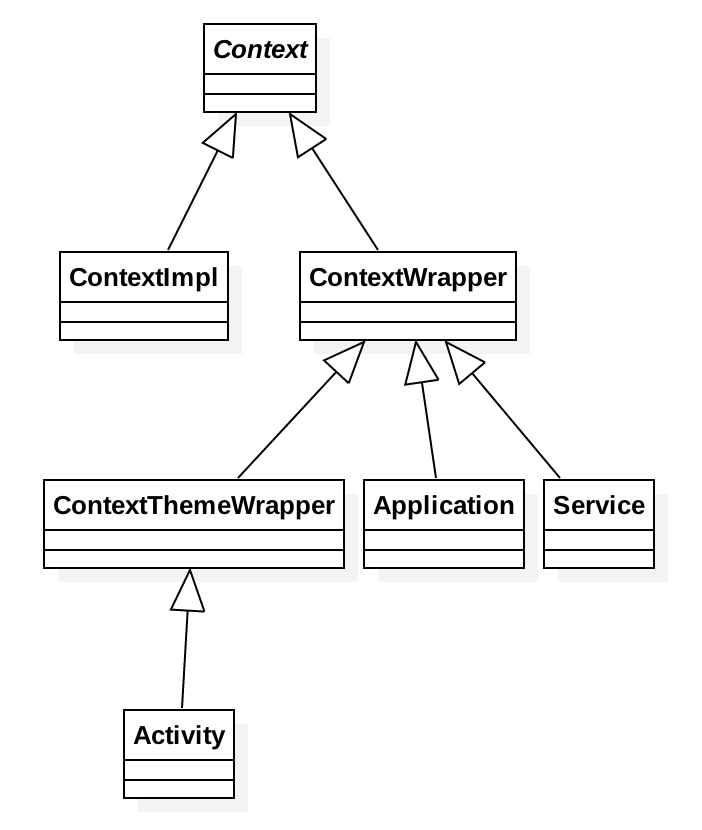 Context
ContextImpl
ContextWrapper
ContextThemeWrapper
Application
Service
Activity